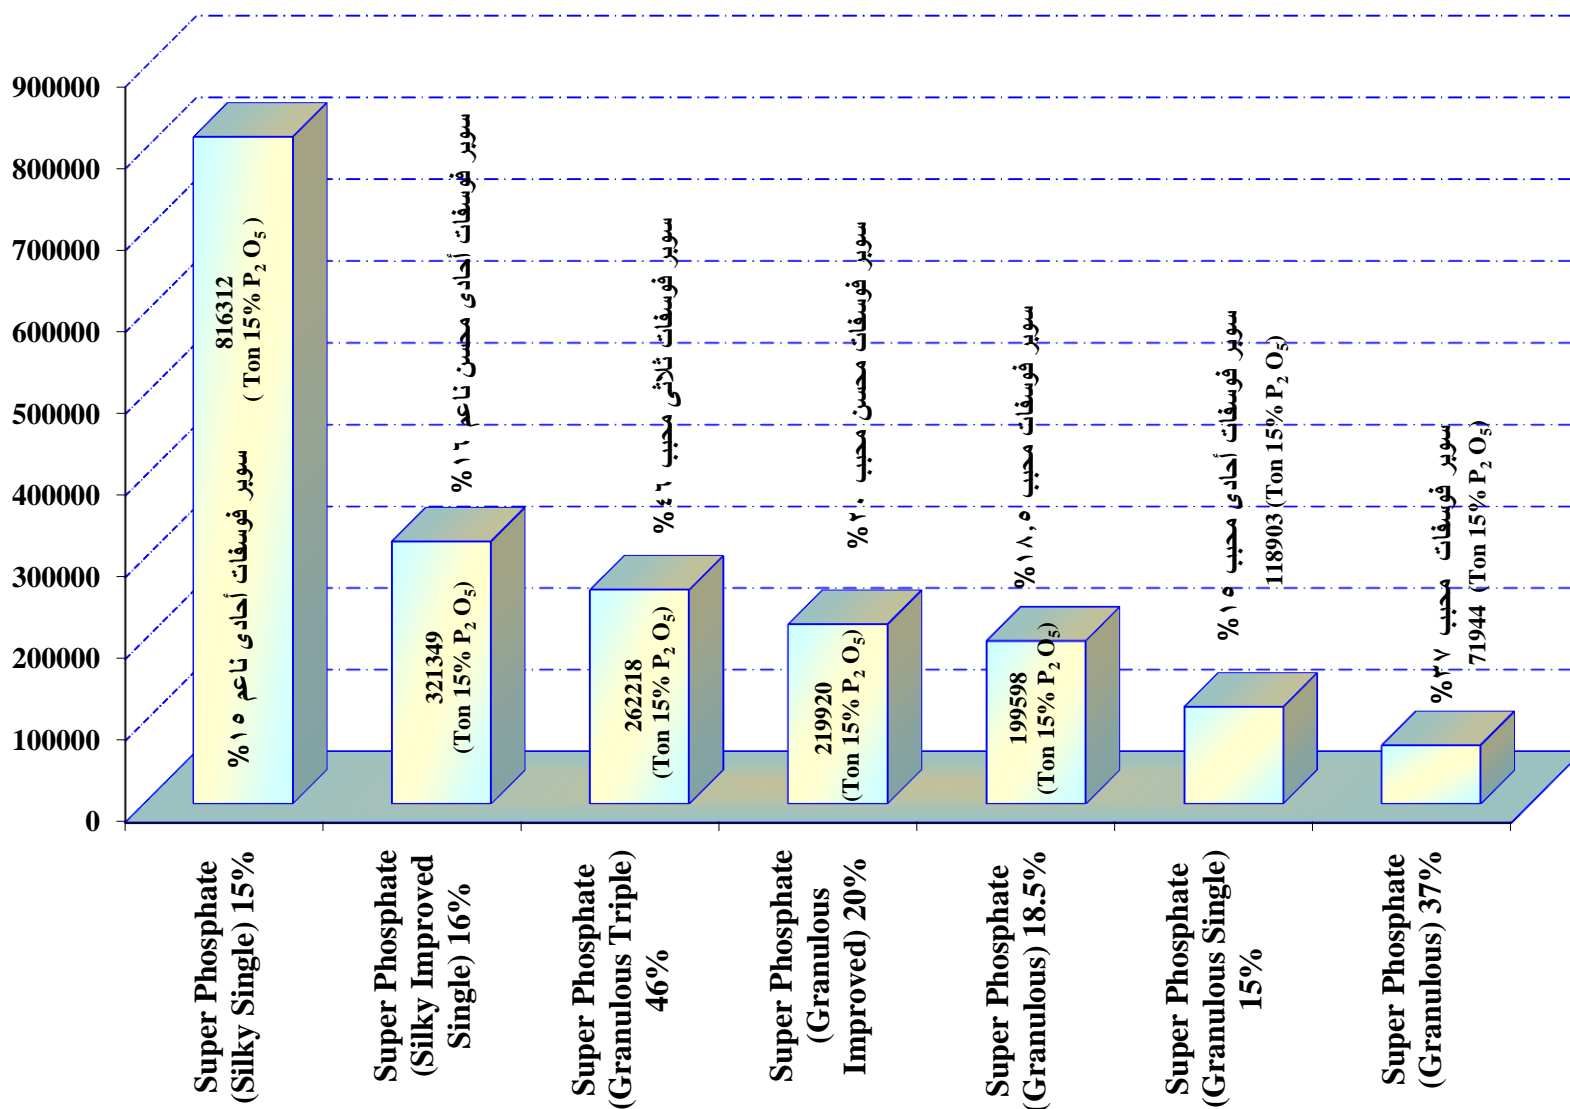 900000
800000
700000
600000
500000
400000
300000
200000
100000
0
816312
( Ton 15% P₂ O₅ )
سوبر فوسفات أحادى ناعم ١٥%
321349
(Ton 15% P₂ O₅)
سوبر فوسفات أحادى محسن ناعم ١٦%
262218
(Ton 15% P₂ O₅)
سوبر فوسفات ثلاثى محبب ٤٦%
219920
(Ton 15% P₂ O₅)
سوبر فوسفات محسن محبب ٢٠%
199598
(Ton 15% P₂ O₅)
سوبر فوسفات محبب ١٨,٥%
سوبر فوسفات أحادى محبب ١٥%
118903 (Ton 15% P₂ O₅)
سوبر فوسفات محبب ٣٧%
71944 (Ton 15% P₂ O₅)
Super Phosphate
(Silky Single) 15%
Super Phosphate
(Silky Improved
Single) 16%
Super Phosphate
(Granulous Triple)
46%
Super Phosphate
(Granulous
Improved) 20%
Super Phosphate
(Granulous) 18.5%
Super Phosphate
(Granulous Single)
15%
Super Phosphate
(Granulous) 37%